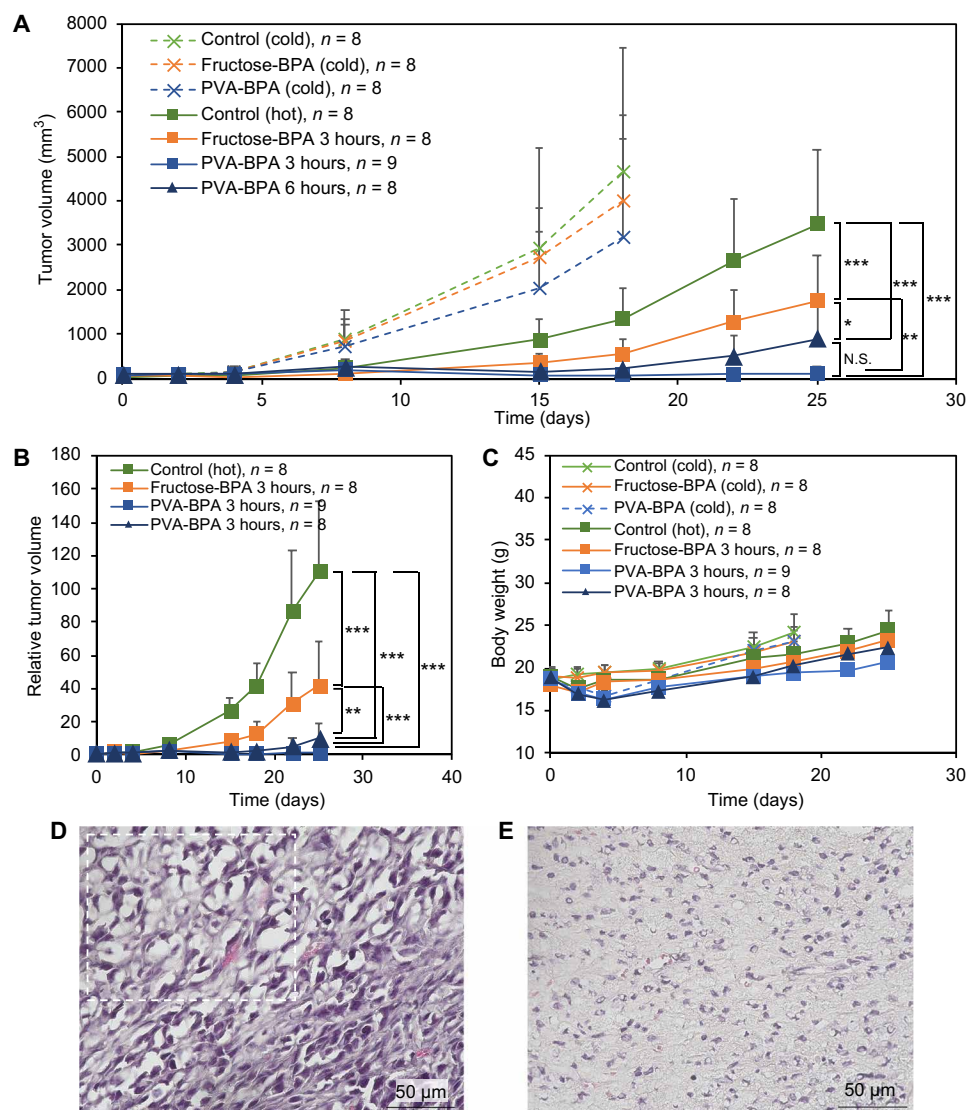 A
8000
7000
6000
5000
4000
3000
2000
1000
0
Tumor volume (mm³)
Control (cold), n = 8
Fructose-BPA (cold), n = 8
PVA-BPA (cold), n = 8
Control (hot), n = 8
Fructose-BPA 3 hours, n = 8
PVA-BPA 3 hours, n = 9
PVA-BPA 6 hours, n = 8
***
***
***
*
**
N.S.
0 5 10 15 20 25 30
Time (days)
B
180
160
140
120
100
80
60
40
20
0
Relative tumor volume
Control (hot), n = 8
Fructose-BPA 3 hours, n = 8
PVA-BPA 3 hours, n = 9
PVA-BPA 3 hours, n = 8
***
***
***
**
***
0 10 20 30 40
Time (days)
C
45
40
35
30
25
20
15
10
Body weight (g)
Control (cold), n = 8
Fructose-BPA (cold), n = 8
PVA-BPA (cold), n = 8
Control (hot), n = 8
Fructose-BPA 3 hours, n = 8
PVA-BPA 3 hours, n = 9
PVA-BPA 3 hours, n = 8
0 10 20 30
Time (days)
D
50 µm
E
50 µm